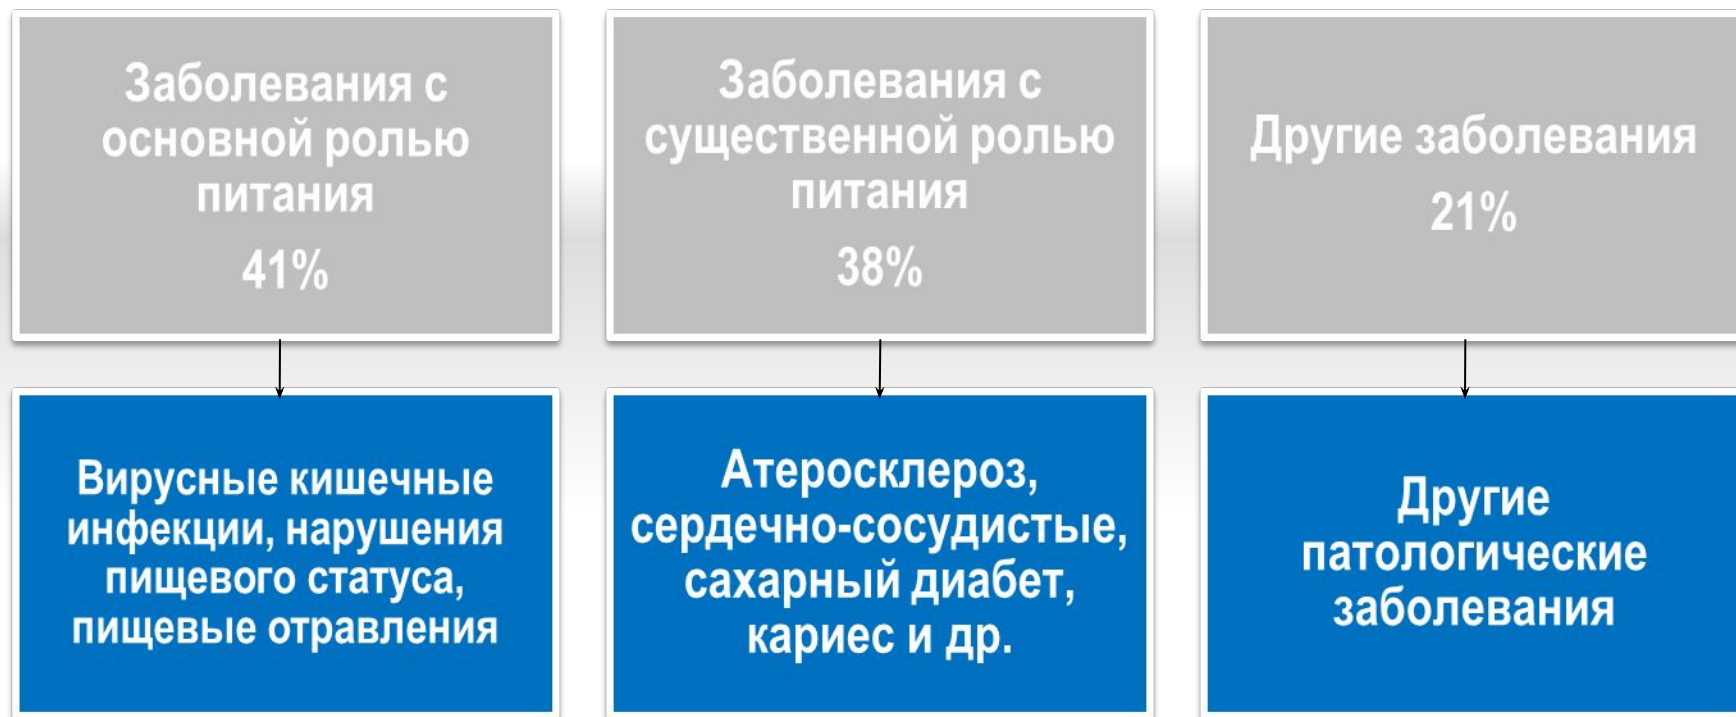 Заболевания с
основной ролью
питания
41%
Заболевания с
существенной ролью
питания
38%
Другие заболевания
21%
Вирусные кишечные
инфекции, нарушения
пищевого статуса,
пищевые отравления
Атеросклероз,
сердечно-сосудистые,
сахарный диабет,
кариес и др.
Другие
патологические
заболевания